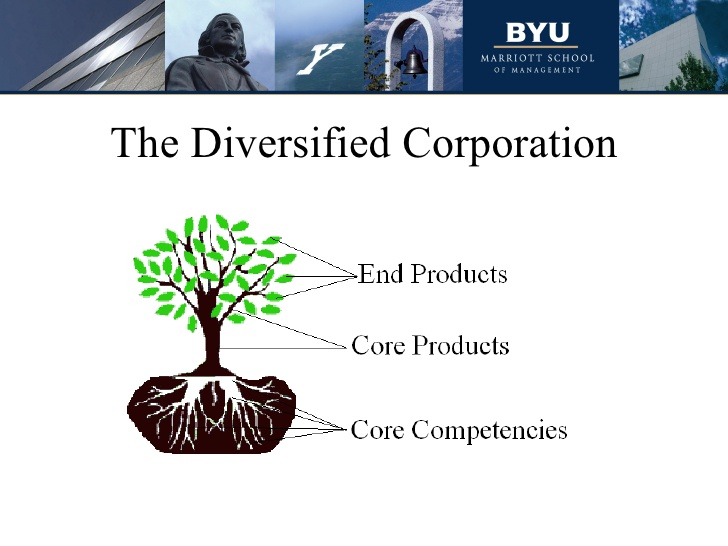 Y
BYU
MARRIOTT SCHOOL
OF MANAGEMENT
The Diversified Corporation
End Products
Core Products
Core Competencies